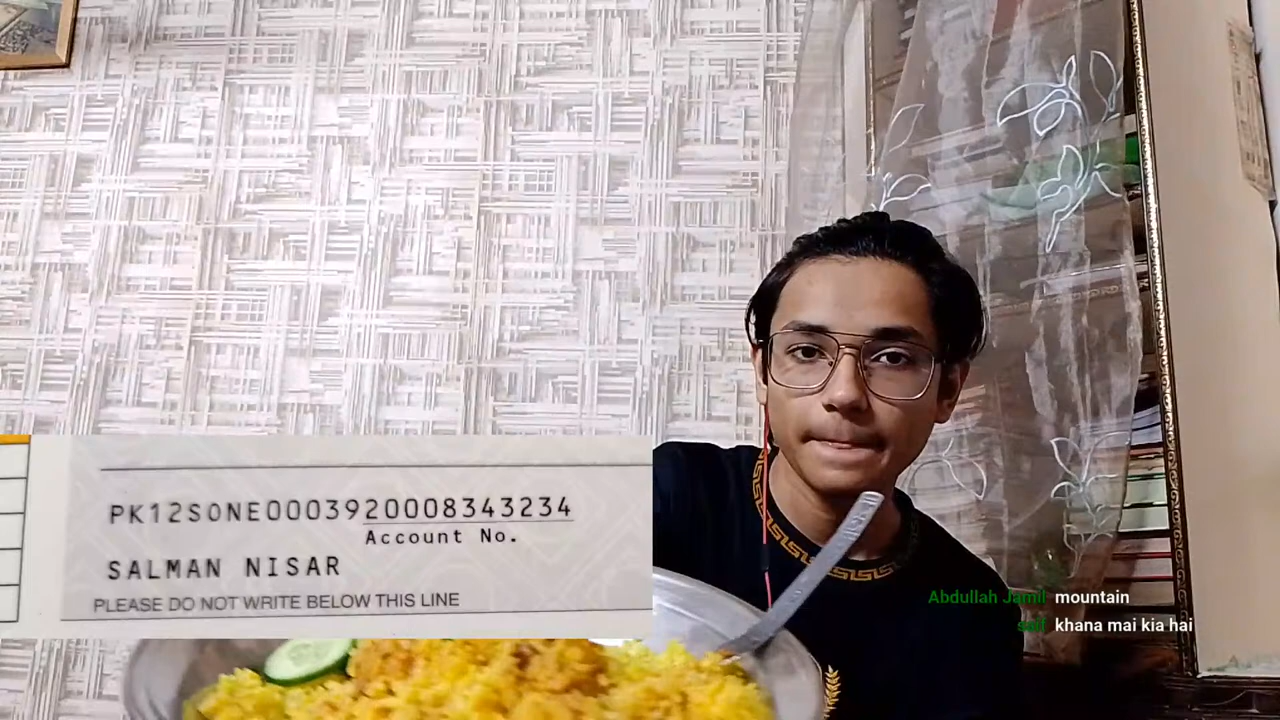 PK12SONE0003920008343234
Account No.
SALMAN NISAR
PLEASE DO NOT WRITE BELOW THIS LINE
Abdullah Jamil mountain
saif khana mai kia hai